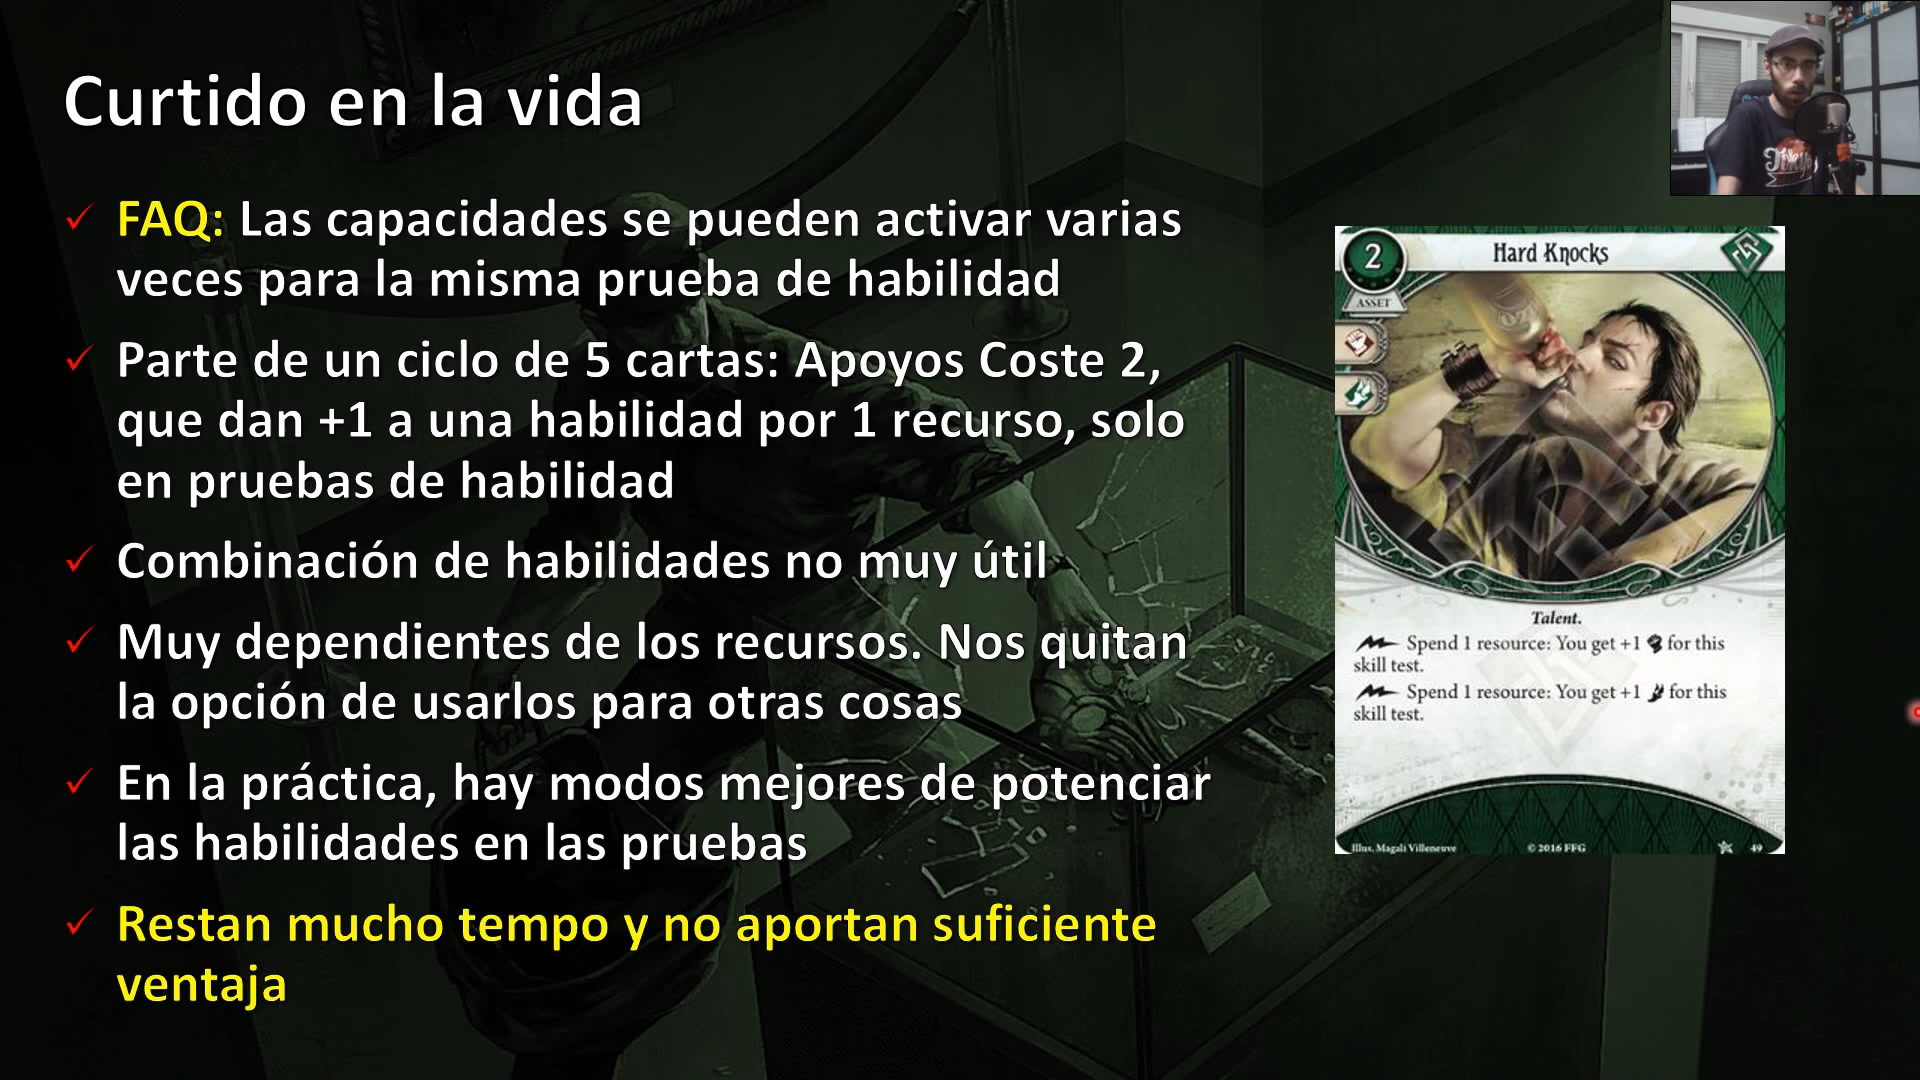 Curtido en la vida
FAQ: Las capacidades se pueden activar varias
veces para la misma prueba de habilidad
Parte de un ciclo de 5 cartas: Apoyos Coste 2,
que dan +1 a una habilidad por 1 recurso, solo
en pruebas de habilidad
Combinación de habilidades no muy útil
Muy dependientes de los recursos. Nos quitan
la opción de usarlos para otras cosas
En la práctica, hay modos mejores de potenciar
las habilidades en las pruebas
Restan mucho tempo y no aportan suficiente
ventaja
2
Hard Knocks
ASSET
Talent.
Spend 1 resource: You get +1 for this
skill test.
Spend 1 resource: You get +1 for this
skill test.
Illus. Magali Villeneuve
© 2016 FFG
49